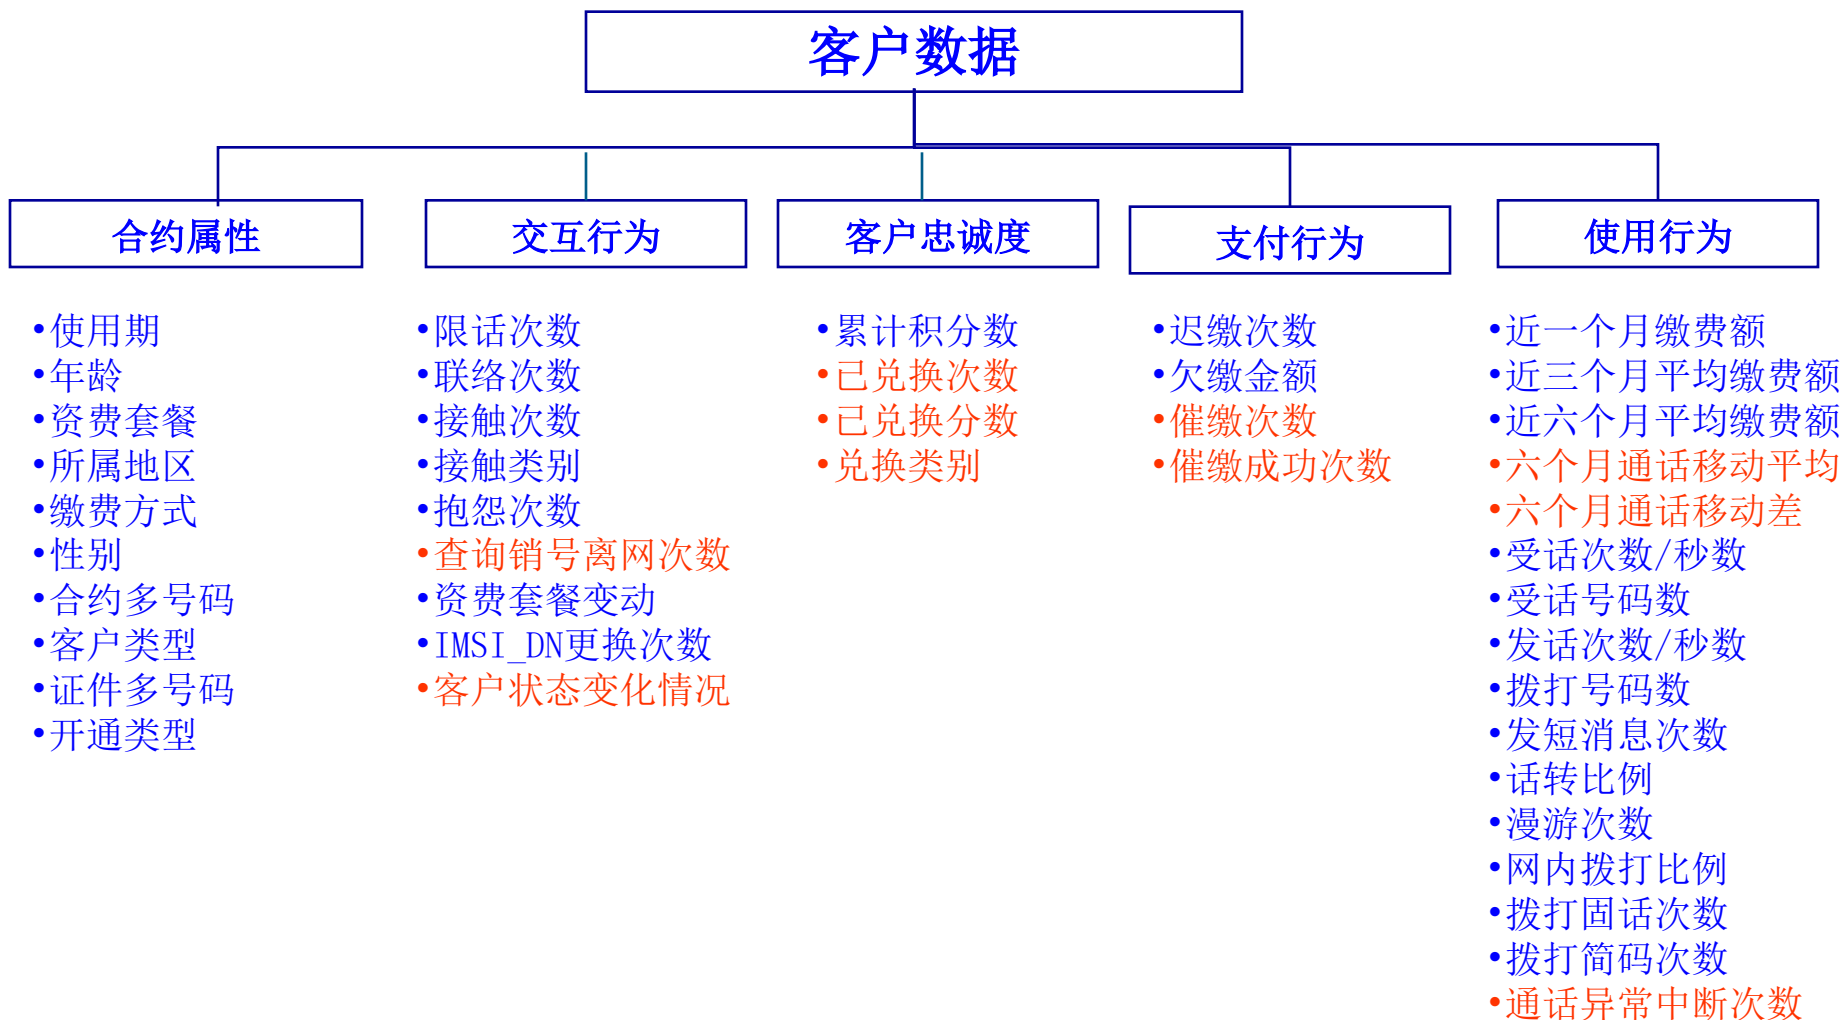 客户数据
合约属性
•使用期
•年龄
•资费套餐
•所属地区
•缴费方式
•性别
•合约多号码
•客户类型
•证件多号码
•开通类型
交互行为
•限话次数
•联络次数
•接触次数
•接触类别
•抱怨次数
•查询销号离网次数
•资费套餐变动
•IMSI_DN更换次数
•客户状态变化情况
客户忠诚度
•累计积分数
•已兑换次数
•已兑换分数
•兑换类别
支付行为
•迟缴次数
•欠缴金额
•催缴次数
•催缴成功次数
使用行为
•近一个月缴费额
•近三个月平均缴费额
•近六个月平均缴费额
•六个月通话移动平均
•六个月通话移动差
•受话次数/秒数
•受话号码数
•发话次数/秒数
•拨打号码数
•发短消息次数
•话转比例
•漫游次数
•网内拨打比例
•拨打固话次数
•拨打简码次数
•通话异常中断次数